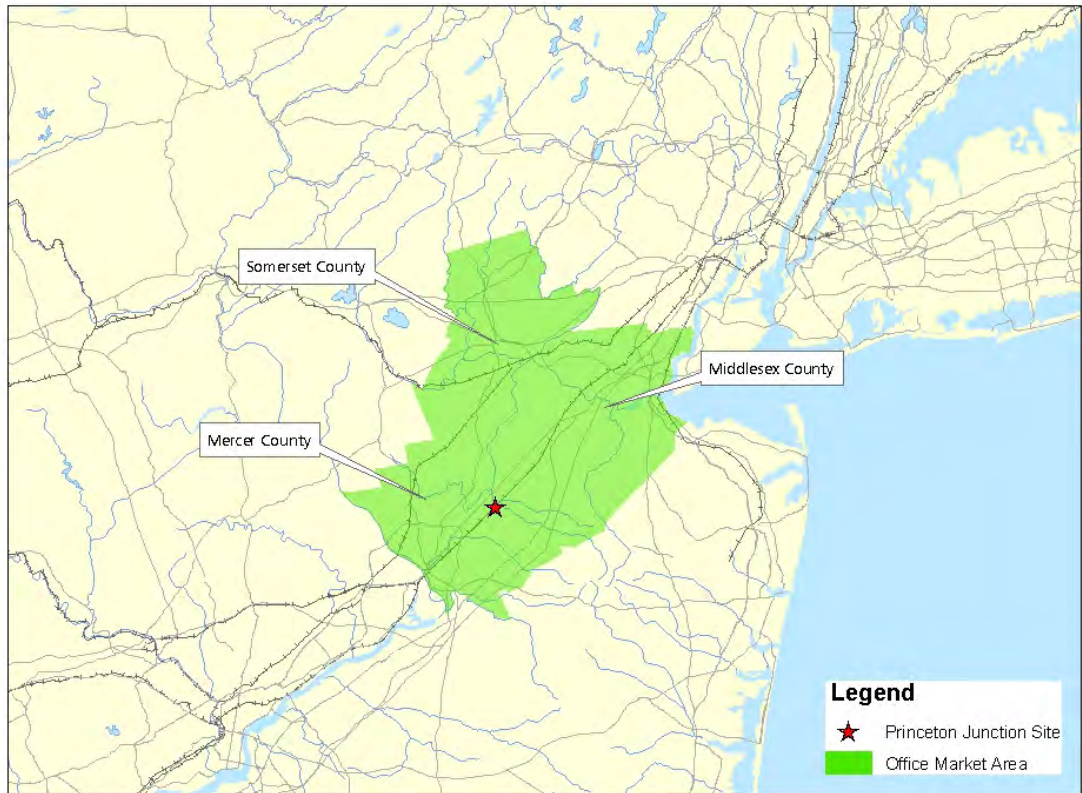 Somerset County
Middlesex County
Mercer County
Legend
Princeton Junction Site
Office Market Area